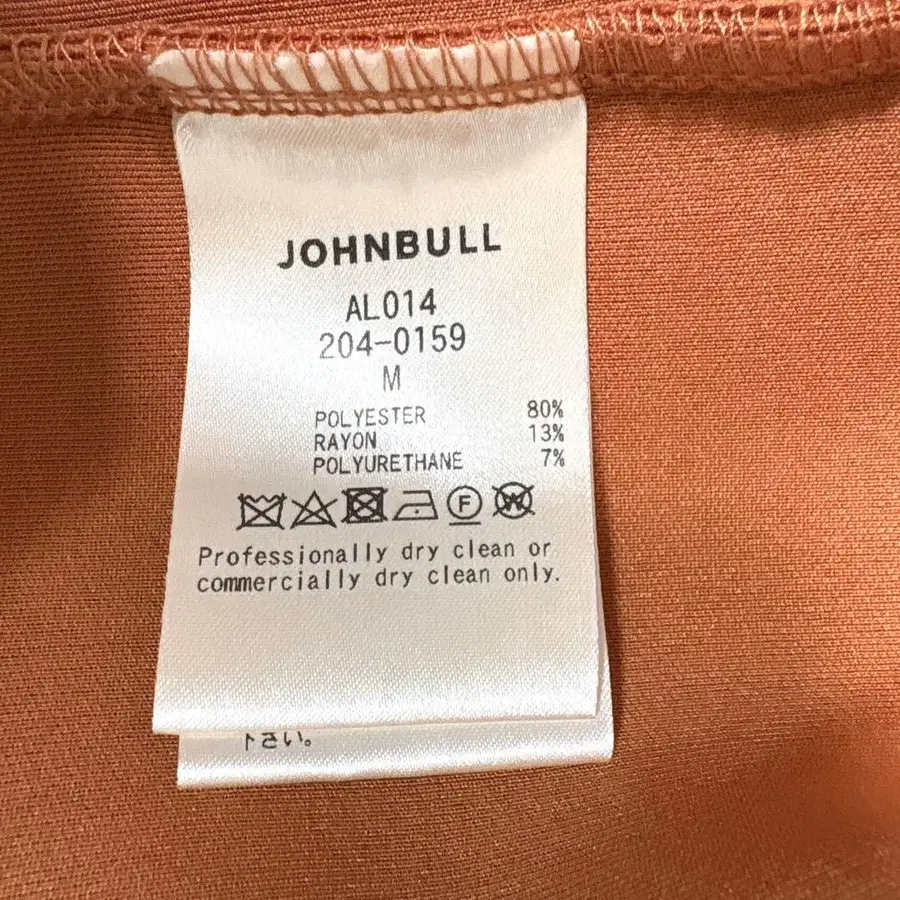 JOHNBULL
AL014
204-0159
M
POLYESTER 80%
RAYON 13%
POLYURETHANE 7%
F W
Professionally dry clean or
commercially dry clean only.
下さい。